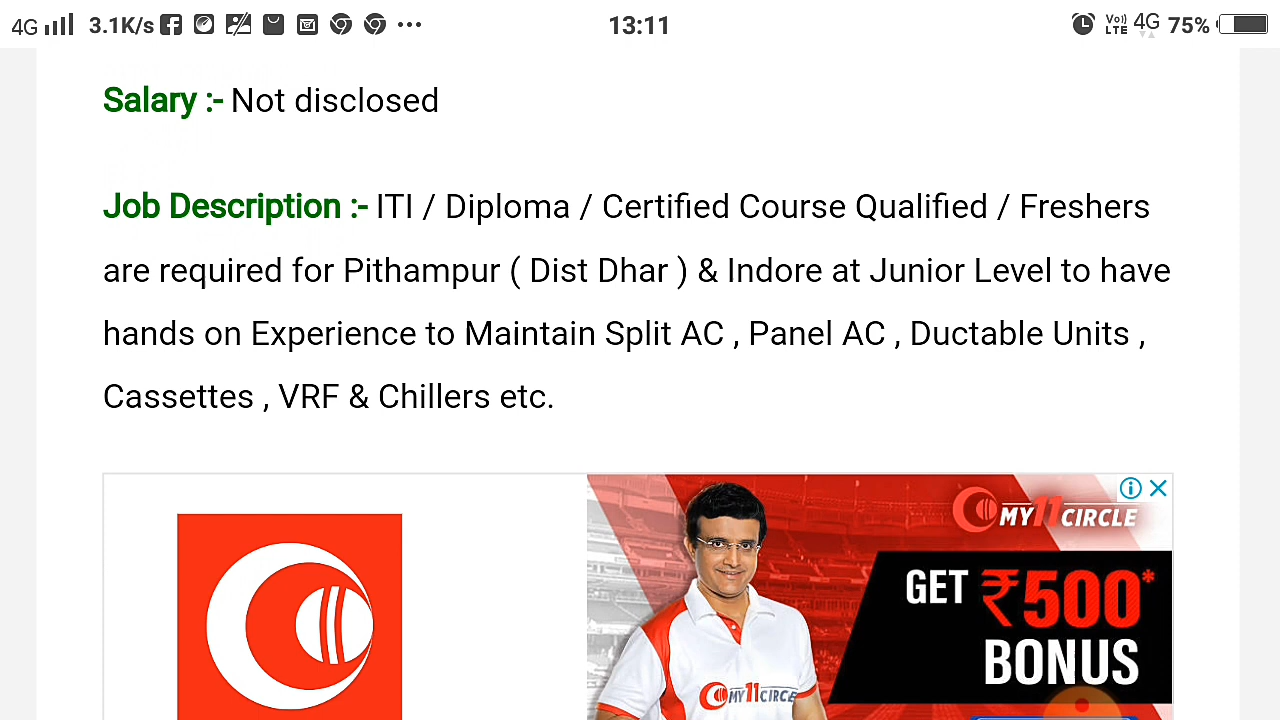 4G 3.1K/s 13:11 Vo) LTE 4G 75%
Salary :- Not disclosed
Job Description :- ITI / Diploma / Certified Course Qualified / Freshers
are required for Pithampur ( Dist Dhar ) & Indore at Junior Level to have
hands on Experience to Maintain Split AC , Panel AC , Ductable Units ,
Cassettes , VRF & Chillers etc.
MY11CIRCLE
GET ₹500*
BONUS
MY11CIRCLE